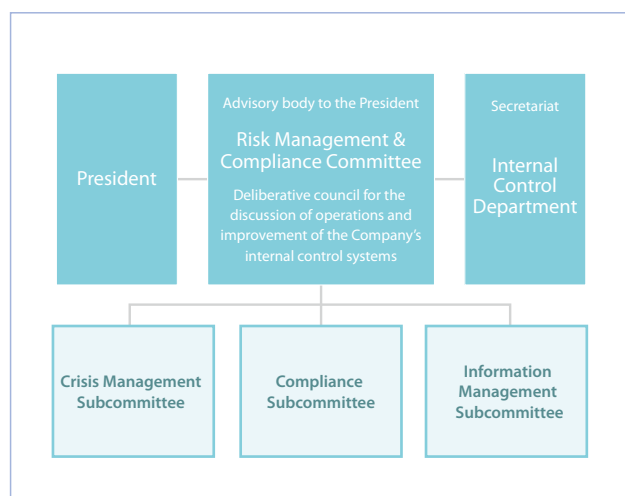 President
Advisory body to the President
Risk Management &
Compliance Committee
Deliberative council for the
discussion of operations and
improvement of the Company's
internal control systems
Secretariat
Internal
Control
Department
Crisis Management
Subcommittee
Compliance
Subcommittee
Information
Management
Subcommittee